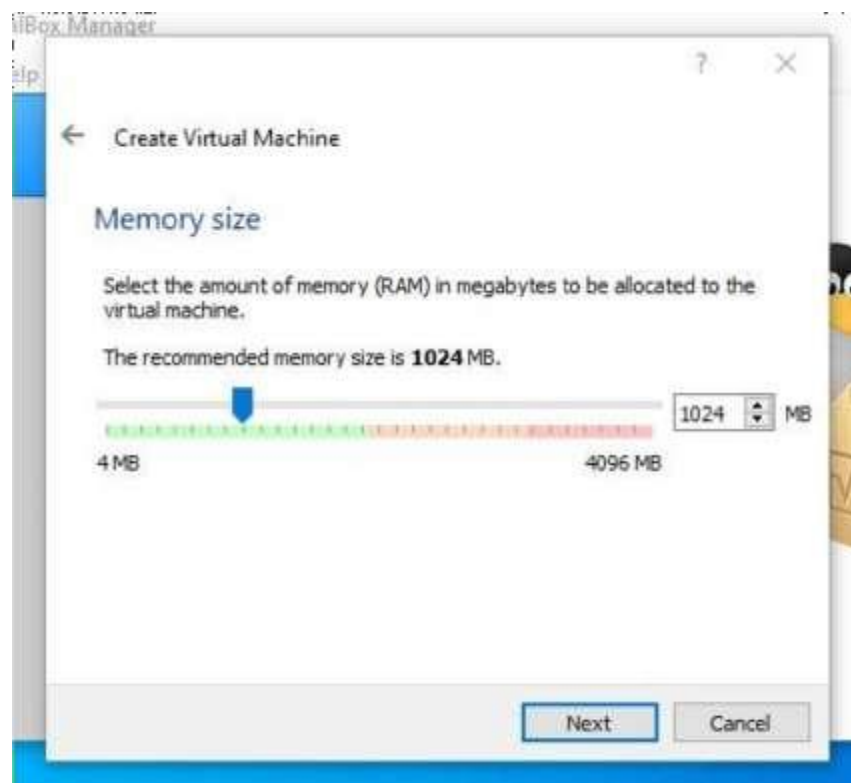 Box Manager
elp
?
Create Virtual Machine
Memory size
Select the amount of memory (RAM) in megabytes to be allocated to the
virtual machine.
The recommended memory size is 1024 MB.
1024 MB
4 MB 4096 MB
Next Cancel